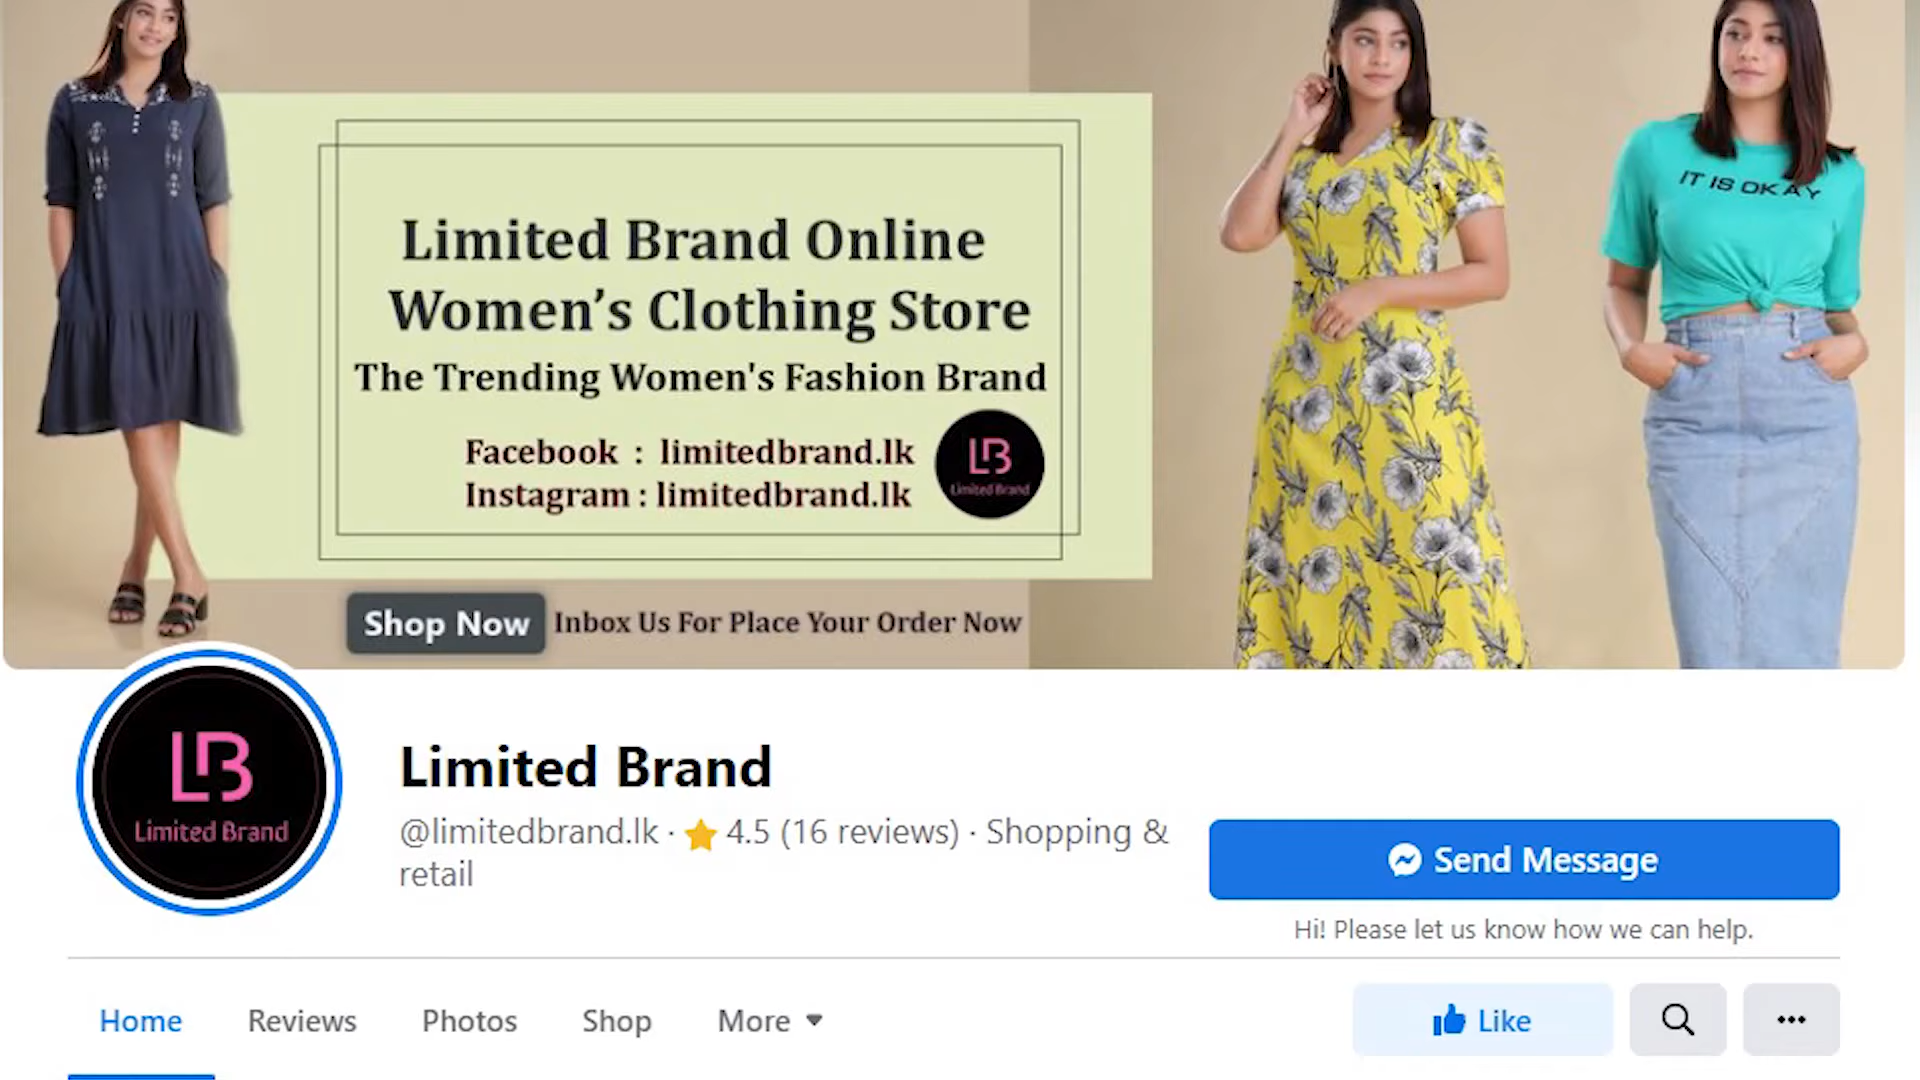 Limited Brand Online
Women’s Clothing Store
The Trending Women's Fashion Brand
Facebook : limitedbrand.lk
Instagram : limitedbrand.lk
LB
Limited Brand
IT IS OKAY
Shop Now
Inbox Us For Place Your Order Now
LB
Limited Brand
Limited Brand
@limitedbrand.lk · 4.5 (16 reviews) · Shopping &
retail
Send Message
Hi! Please let us know how we can help.
Home
Reviews
Photos
Shop
More
Like